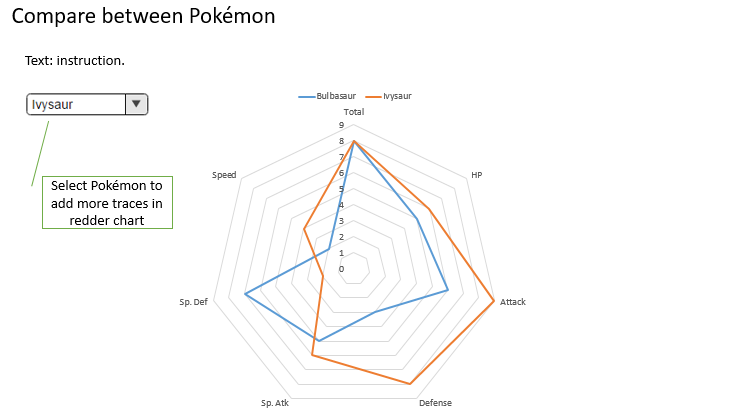 Compare between Pokémon
Text: instruction.
Ivysaur
Select Pokémon to
add more traces in
redder chart
Bulbasaur
Ivysaur
Total
9
8
7
6
5
4
3
2
1
0
HP
Attack
Defense
Sp. Atk
Sp. Def
Speed